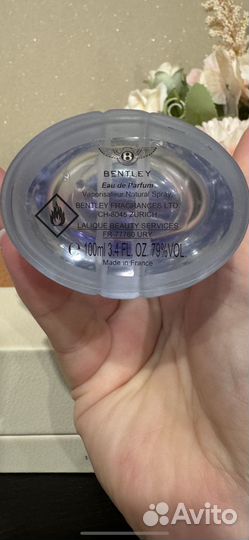 B
BENTLEY
Eau de Parfum
Vaporisateur Natural Spray
BENTLEY FRAGRANCES LTD.
CH-8045 ZÜRICH
LALIQUE BEAUTY SERVICES
FR-77760 URY
℮ 100ml 3.4 FL. OZ. 79%VOL.
Made in France
Avito